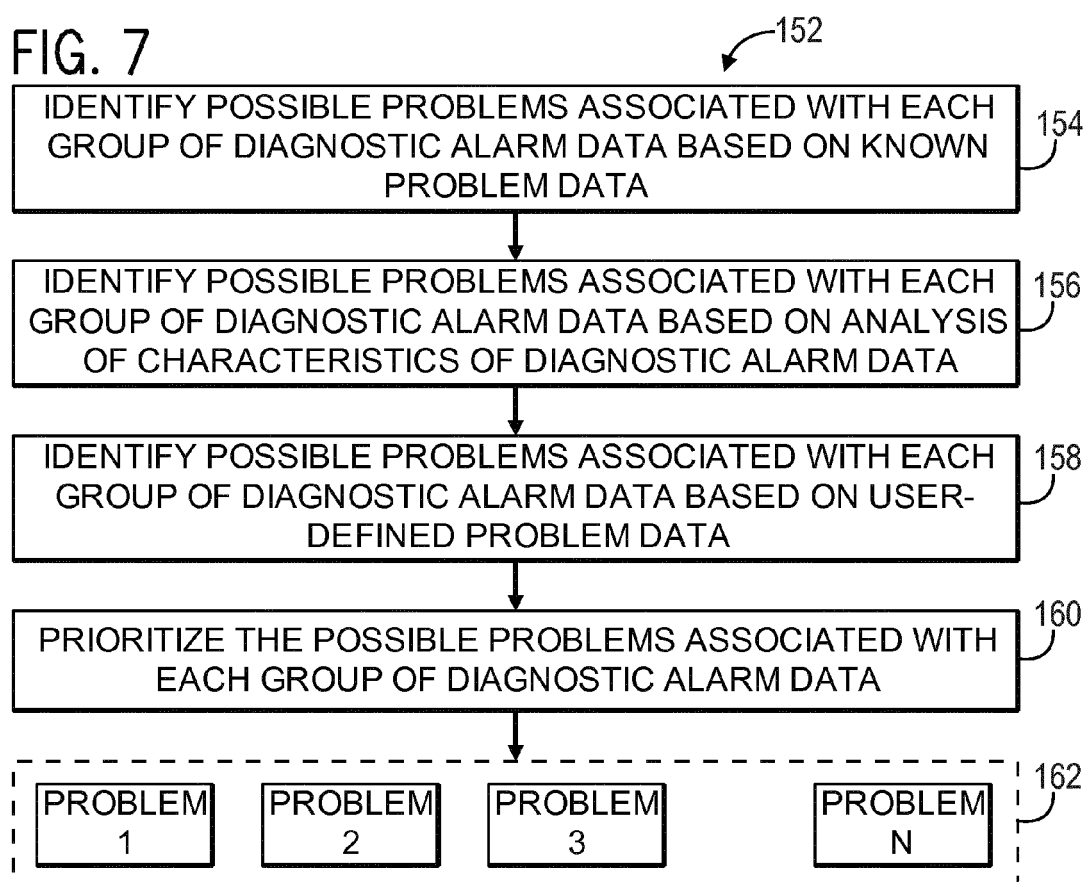 FIG. 7
152
IDENTIFY POSSIBLE PROBLEMS ASSOCIATED WITH EACH
GROUP OF DIAGNOSTIC ALARM DATA BASED ON KNOWN
PROBLEM DATA
154
IDENTIFY POSSIBLE PROBLEMS ASSOCIATED WITH EACH
GROUP OF DIAGNOSTIC ALARM DATA BASED ON ANALYSIS
OF CHARACTERISTICS OF DIAGNOSTIC ALARM DATA
156
IDENTIFY POSSIBLE PROBLEMS ASSOCIATED WITH EACH
GROUP OF DIAGNOSTIC ALARM DATA BASED ON USER-
DEFINED PROBLEM DATA
158
PRIORITIZE THE POSSIBLE PROBLEMS ASSOCIATED WITH
EACH GROUP OF DIAGNOSTIC ALARM DATA
160
PROBLEM
1
PROBLEM
2
PROBLEM
3
PROBLEM
N
162